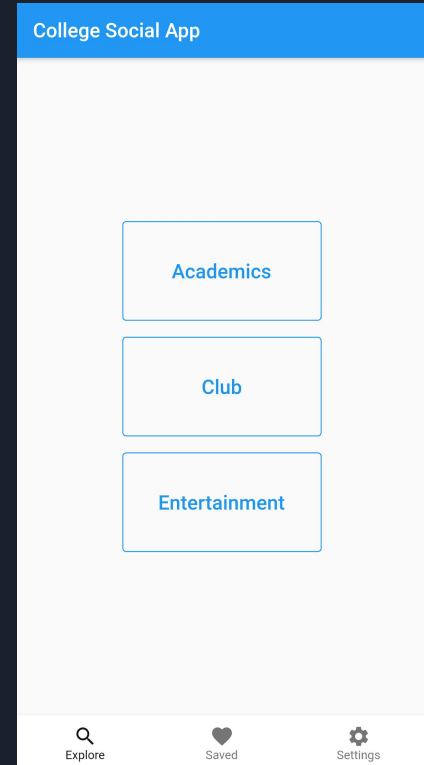 College Social App
Academics
Club
Entertainment
Explore
Saved
Settings